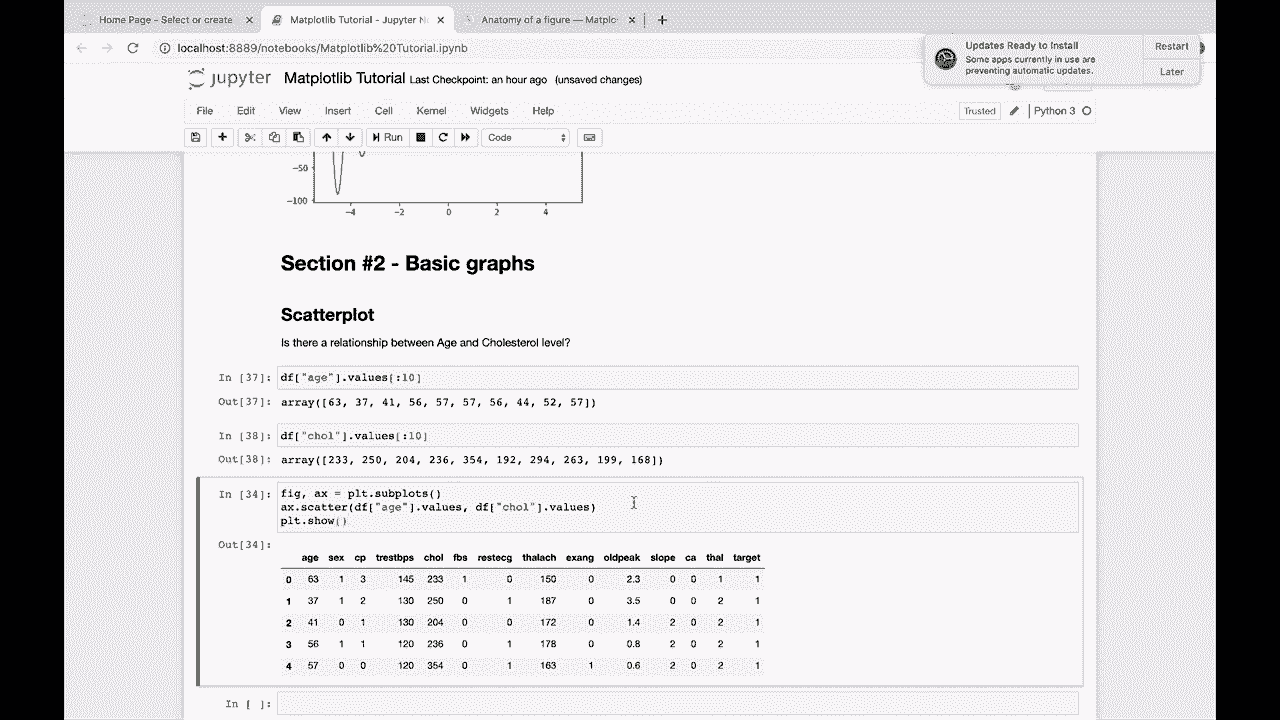 Home Page - Select or create
Matplotlib Tutorial - Jupyter N
Anatomy of a figure — Matplo
localhost:8889/notebooks/Matplotlib%20Tutorial.ipynb
Updates Ready to Install
Some apps currently in use are
preventing automatic updates.
Restart
Later
jupyter Matplotlib Tutorial Last Checkpoint: an hour ago (unsaved changes)
File Edit View Insert Cell Kernel Widgets Help
Trusted Python 3
Run Code
−50
−100
−4 −2 0 2 4
Section #2 - Basic graphs
Scatterplot
Is there a relationship between Age and Cholesterol level?
In [37]: df["age"].values[:10]
Out[37]: array([63, 37, 41, 56, 57, 57, 56, 44, 52, 57])
In [38]: df["chol"].values[:10]
Out[38]: array([233, 250, 204, 236, 354, 192, 294, 263, 199, 168])
In [34]: fig, ax = plt.subplots()
ax.scatter(df["age"].values, df["chol"].values)
plt.show()
Out[34]:
age sex cp trestbps chol fbs restecg thalach exang oldpeak slope ca thal target
0 63 1 3 145 233 1 0 150 0 2.3 0 0 1 1
1 37 1 2 130 250 0 1 187 0 3.5 0 0 2 1
2 41 0 1 130 204 0 0 172 0 1.4 2 0 2 1
3 56 1 1 120 236 0 1 178 0 0.8 2 0 2 1
4 57 0 0 120 354 0 1 163 1 0.6 2 0 2 1
In [ ]: